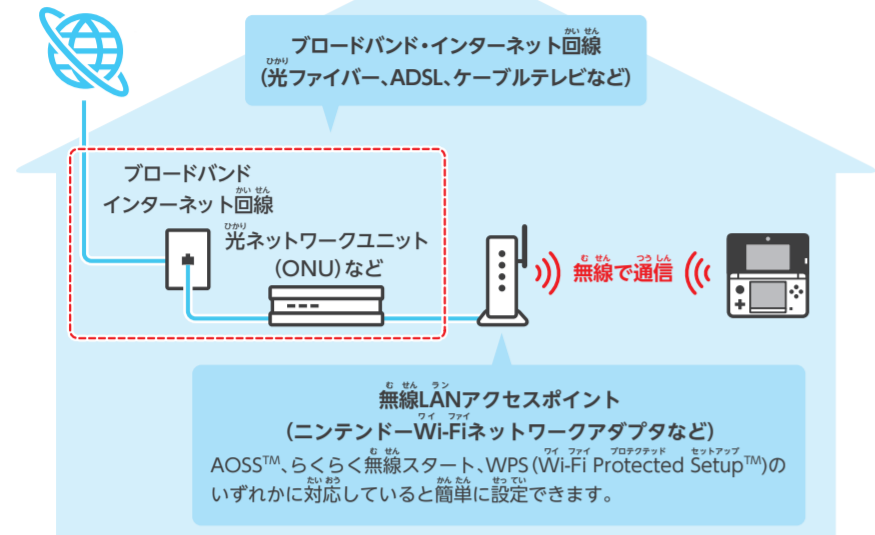 ブロードバンド・インターネット回線
(光ファイバー、ADSL、ケーブルテレビなど)
ブロードバンド
インターネット回線
光ネットワークユニット
(ONU)など
無線で通信
無線LANアクセスポイント
(ニンテンドーWi-Fiネットワークアダプタなど)
AOSS™、らくらく無線スタート、WPS(Wi-Fi Protected Setup™)の
いずれかに対応していると簡単に設定できます。